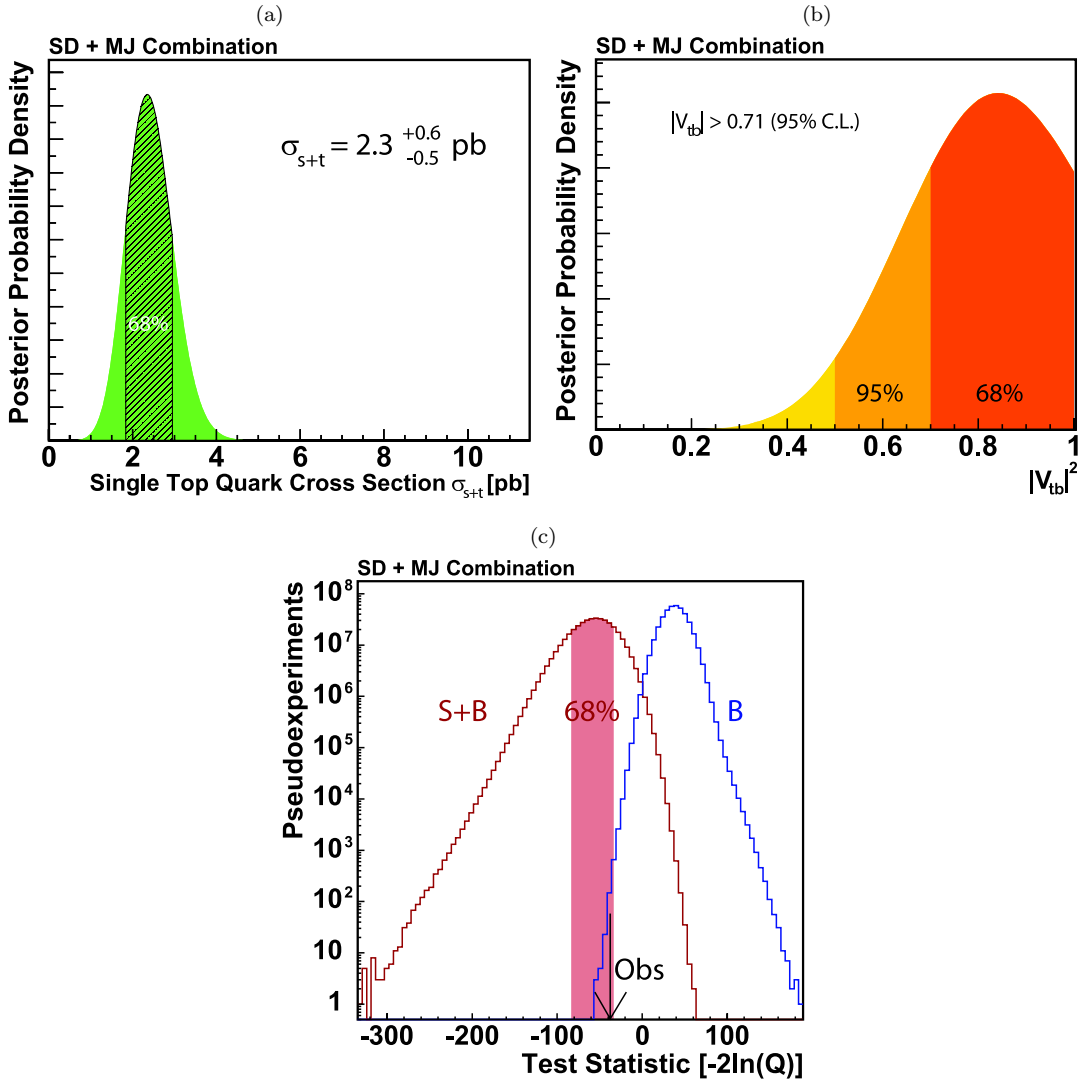 (a)
SD + MJ Combination
Posterior Probability Density
σs+t = 2.3 +0.6 -0.5 pb
68%
0 2 4 6 8 10
Single Top Quark Cross Section σs+t [pb]
(b)
SD + MJ Combination
Posterior Probability Density
|Vtb| > 0.71 (95% C.L.)
95% 68%
0 0.2 0.4 0.6 0.8 1
|Vtb|²
(c)
SD + MJ Combination
Pseudoexperiments
10⁸
10⁷
10⁶
S+B 68% B
10⁵
10⁴
10³
10²
10
Obs
1
-300 -200 -100 0 100
Test Statistic [-2ln(Q)]